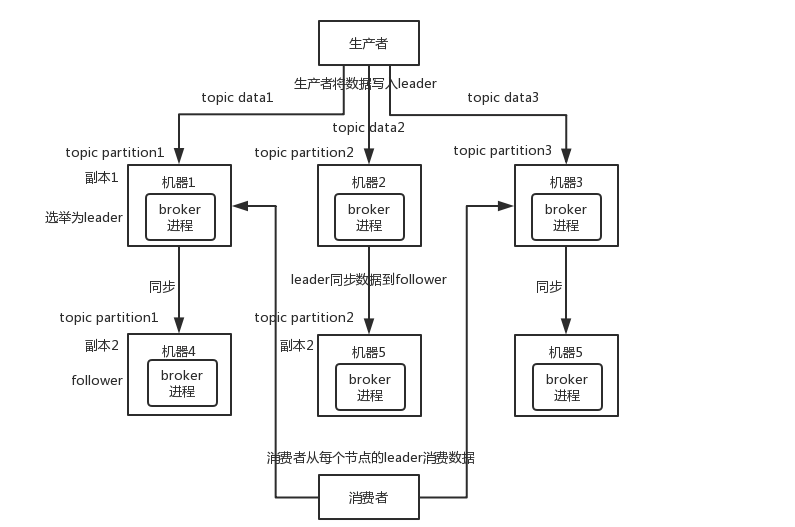 生产者
生产者将数据写入leader
topic data1
topic data3
topic data2
topic partition1
topic partition2
topic partition3
副本1
机器1
机器2
机器3
broker
进程
broker
进程
broker
进程
选举为leader
同步
leader同步数据到follower
同步
topic partition1
topic partition2
副本2
副本2
机器4
机器5
机器5
broker
进程
broker
进程
broker
进程
follower
消费者从每个节点的leader消费数据
消费者